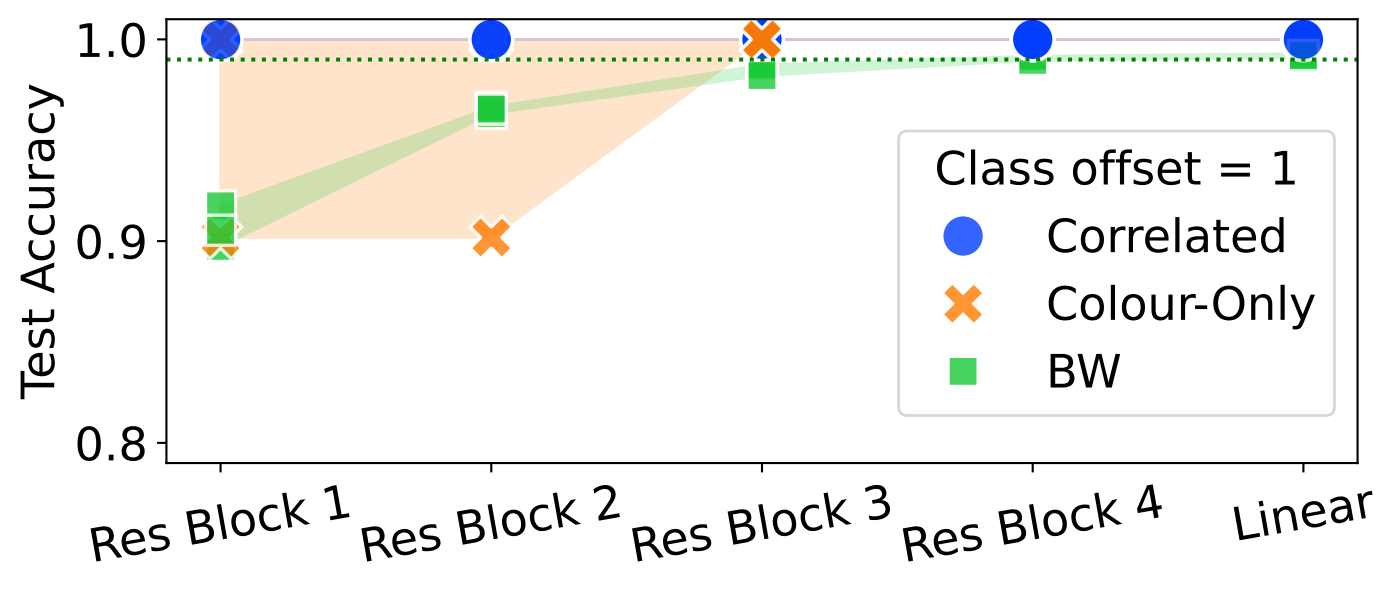 Test Accuracy
1.0
0.9
0.8
Class offset = 1
Correlated
Colour-Only
BW
Res Block 1
Res Block 2
Res Block 3
Res Block 4
Linear